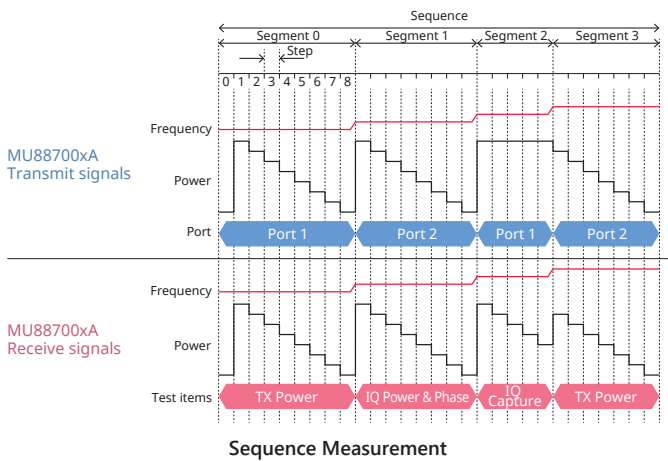 Sequence
Segment 0 Segment 1 Segment 2 Segment 3
Step
0 1 2 3 4 5 6 7 8
Frequency
MU88700xA
Transmit signals
Power
Port Port 1 Port 2 Port 1 Port 2
Frequency
MU88700xA
Receive signals
Power
Test items TX Power IQ Power & Phase IQ Capture TX Power
Sequence Measurement